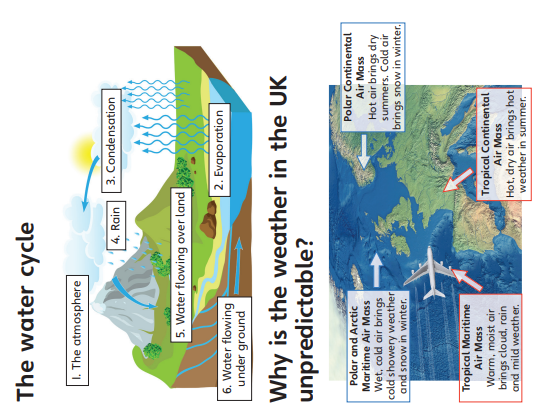 The water cycle
1. The atmosphere
4. Rain
3. Condensation
5. Water flowing over land
2. Evaporation
6. Water flowing
under ground
Why is the weather in the UK
unpredictable?
Polar and Arctic
Maritime Air Mass
Wet, cold air brings
cold showery weather
and snow in winter.
Polar Continental
Air Mass
Hot air brings dry
summers. Cold air
brings snow in winter.
Tropical Maritime
Air Mass
Warm, moist air
brings cloud, rain
and mild weather.
Tropical Continental
Air Mass
Hot, dry air brings hot
weather in summer.